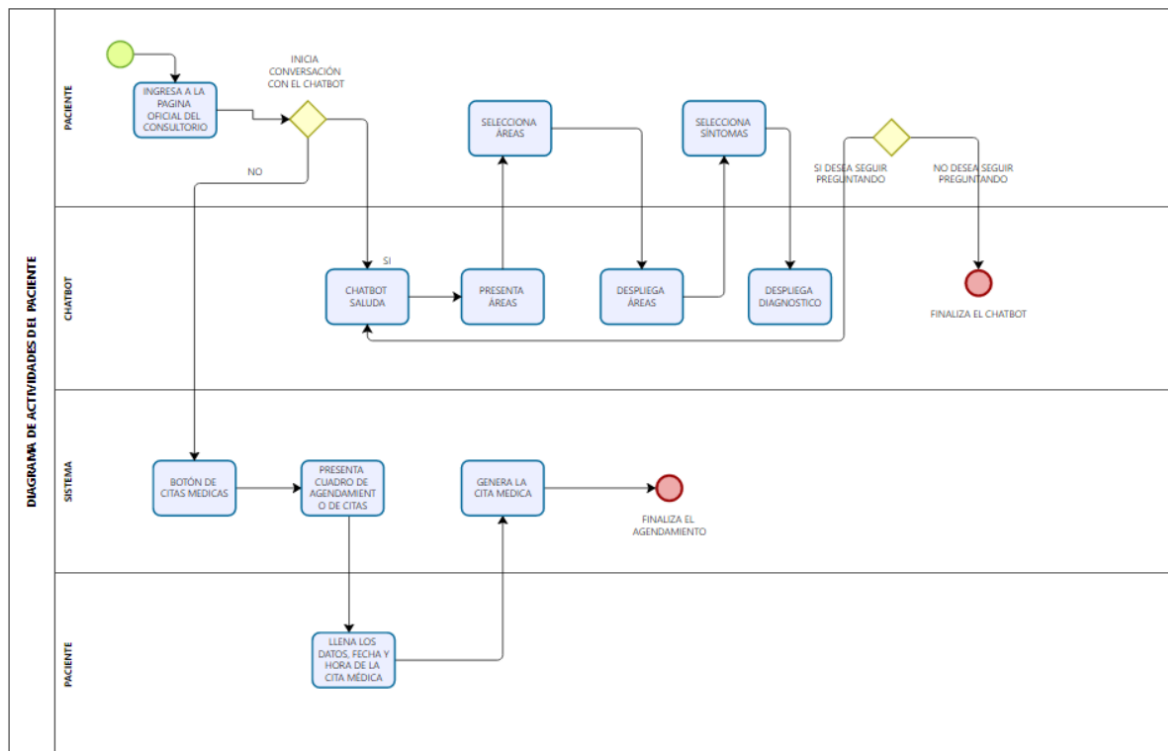 DIAGRAMA DE ACTIVIDADES DEL PACIENTE
PACIENTE
INGRESA A LA
PAGINA
OFICIAL DEL
CONSULTORIO
INICIA
CONVERSACIÓN
CON EL CHATBOT
NO
SELECCIONA
ÁREAS
SELECCIONA
SÍNTOMAS
SI DESEA SEGUIR
PREGUNTANDO
NO DESEA SEGUIR
PREGUNTANDO
CHATBOT
SI
CHATBOT
SALUDA
PRESENTA
ÁREAS
DESPLIEGA
ÁREAS
DESPLIEGA
DIAGNOSTICO
FINALIZA EL CHATBOT
SISTEMA
BOTÓN DE
CITAS MEDICAS
PRESENTA
CUADRO DE
AGENDAMIENT
O DE CITAS
GENERA LA
CITA MEDICA
FINALIZA EL
AGENDAMIENTO
PACIENTE
LLENA LOS
DATOS, FECHA Y
HORA DE LA
CITA MÉDICA